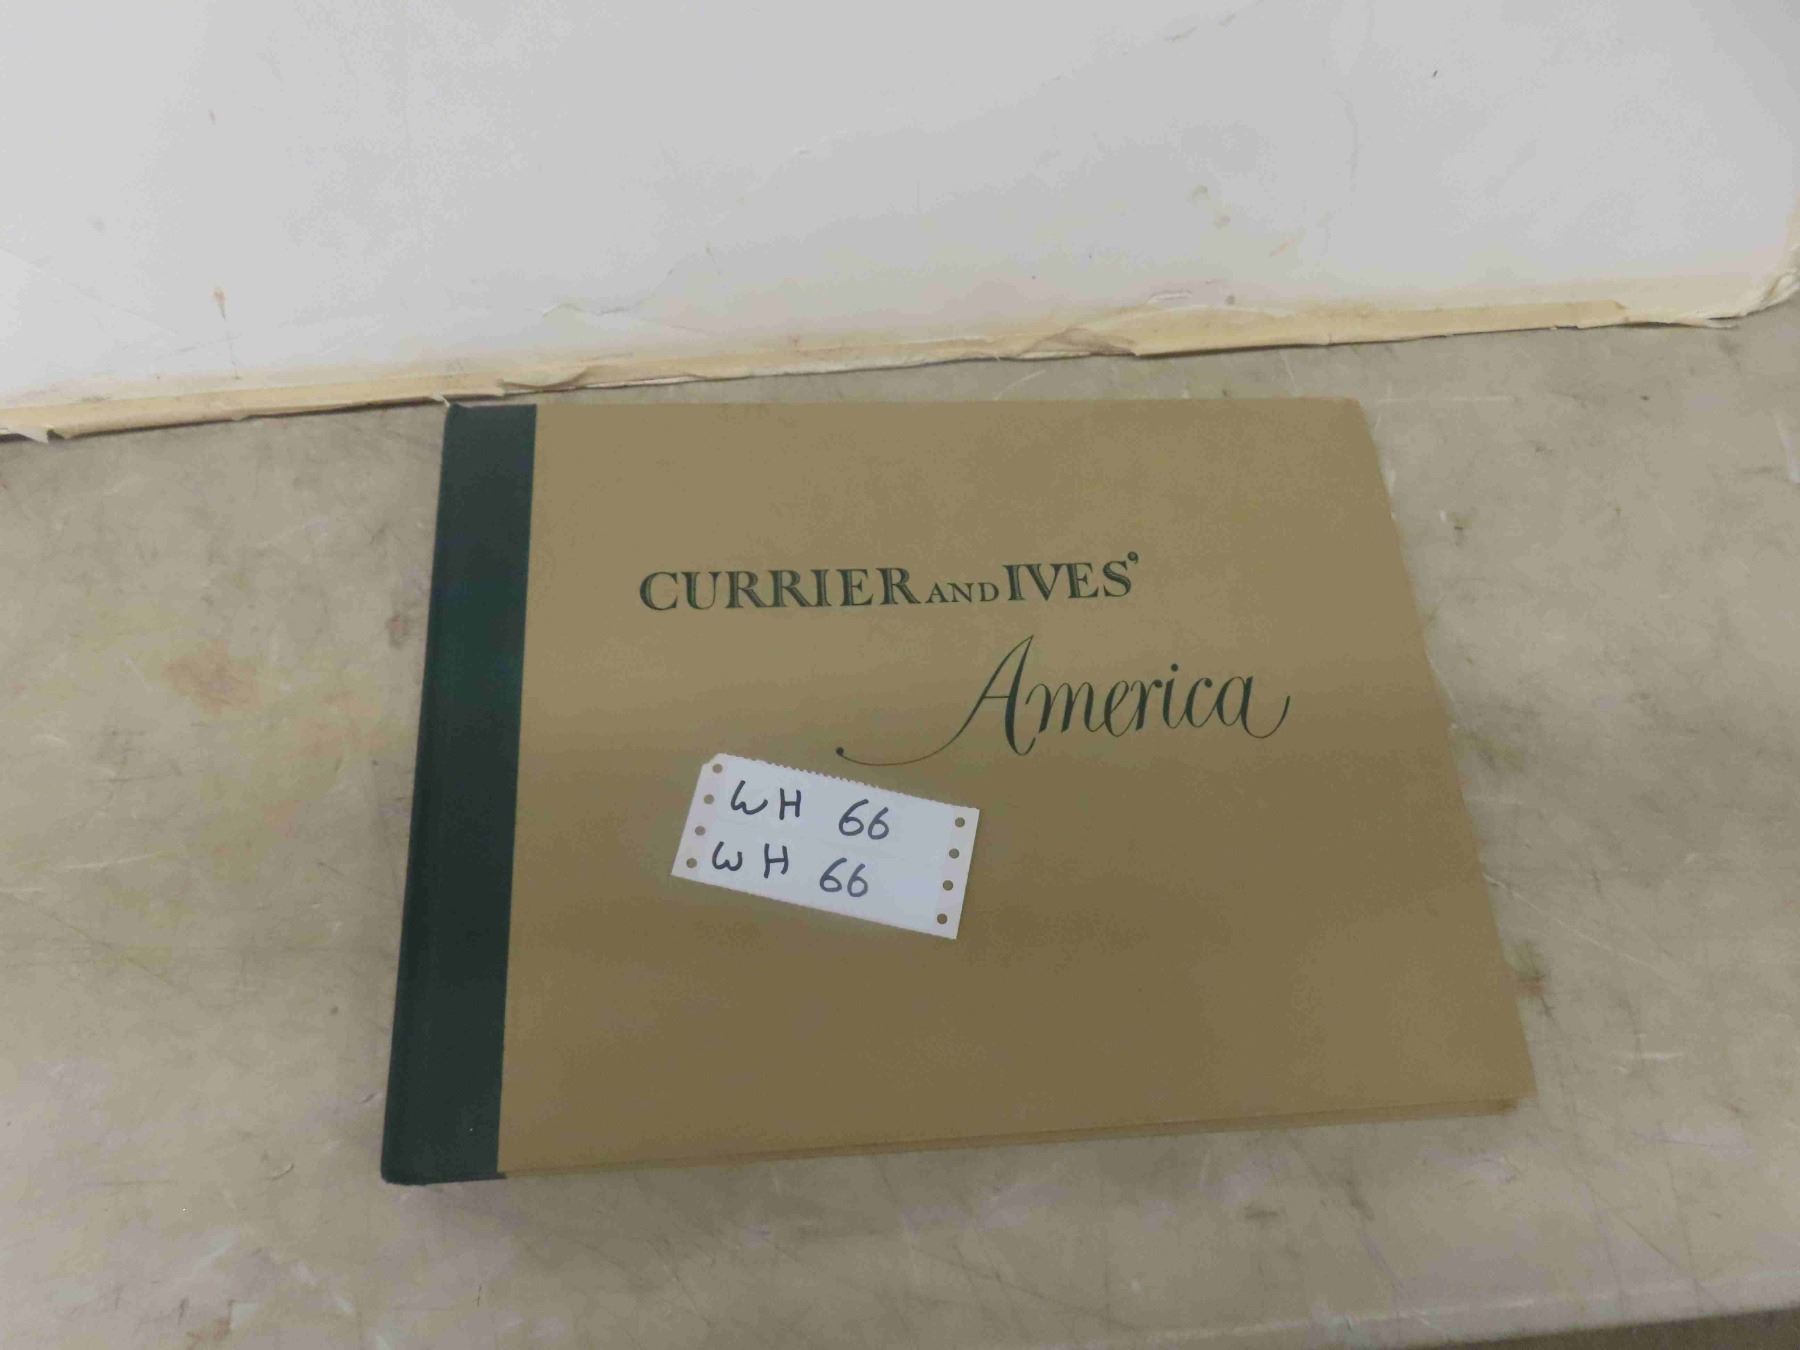 CURRIER AND IVES'
America
WH 66
WH 66